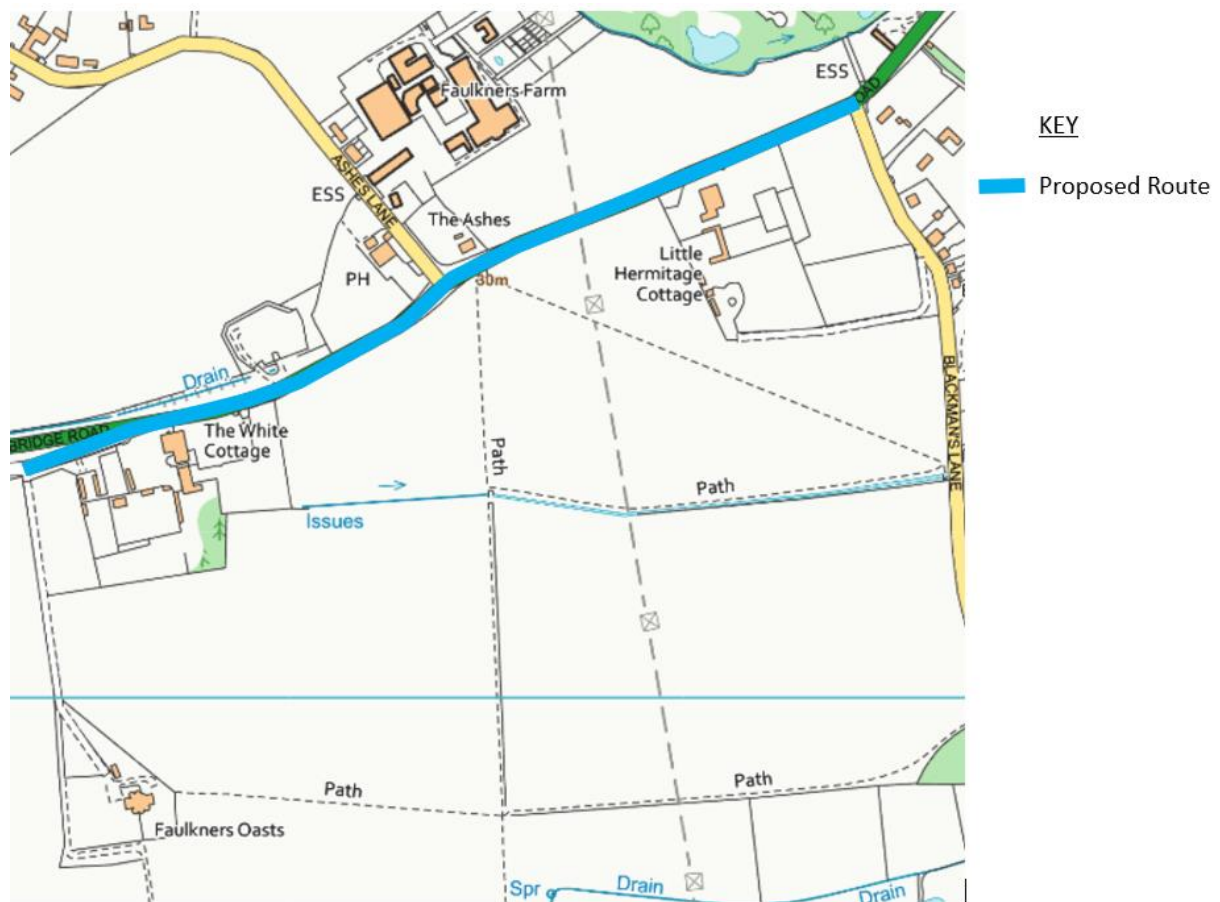 ESS
OAD
Faulkners Farm
KEY
Proposed Route
ASHES LANE
ESS
The Ashes
PH
30m
Little
Hermitage
Cottage
Drain
BRIDGE ROAD
The White
Cottage
BLACKMAN'S LANE
Path
Path
Issues
Path
Path
Faulkners Oasts
Spr
Drain
Drain